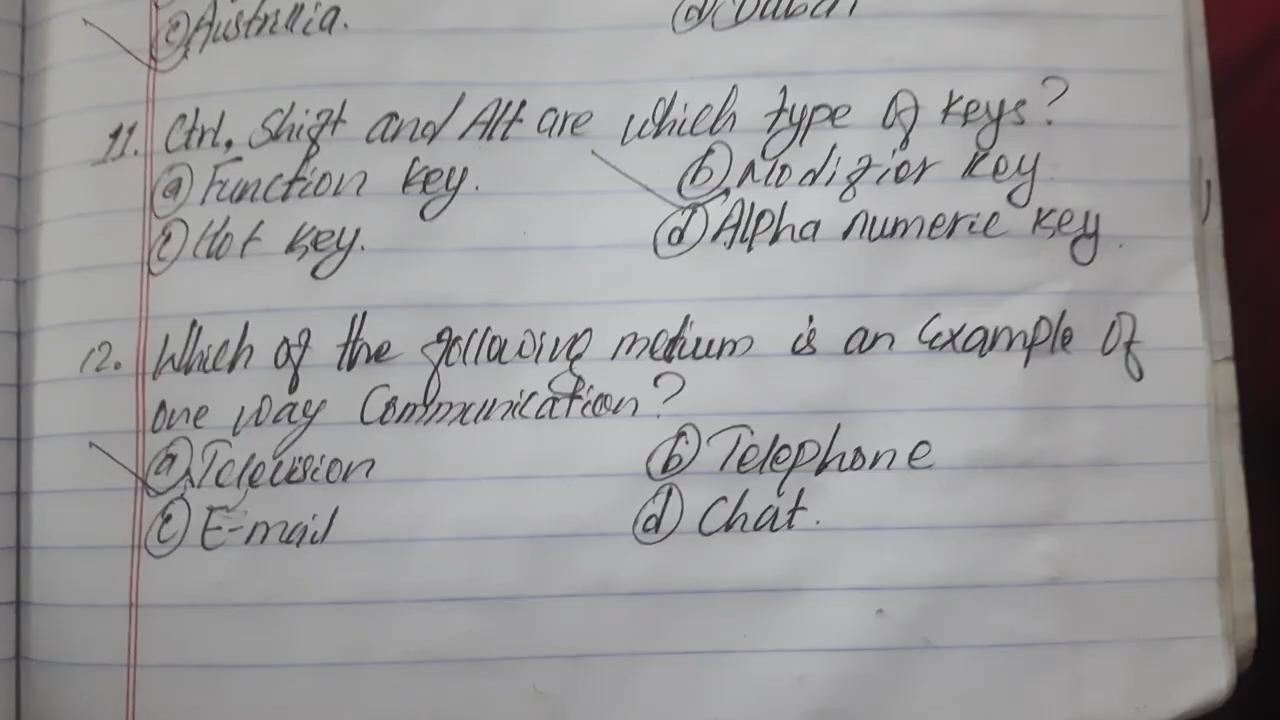 (c) Australia. (d) Dubai
11. Ctrl, Shift and Alt are which type of keys?
(a) Function key. (b) Modifier key
(c) Hot key. (d) Alpha numeric key.
12. Which of the following medium is an example of
one way communication?
(a) Television (b) Telephone
(c) E-mail (d) Chat.